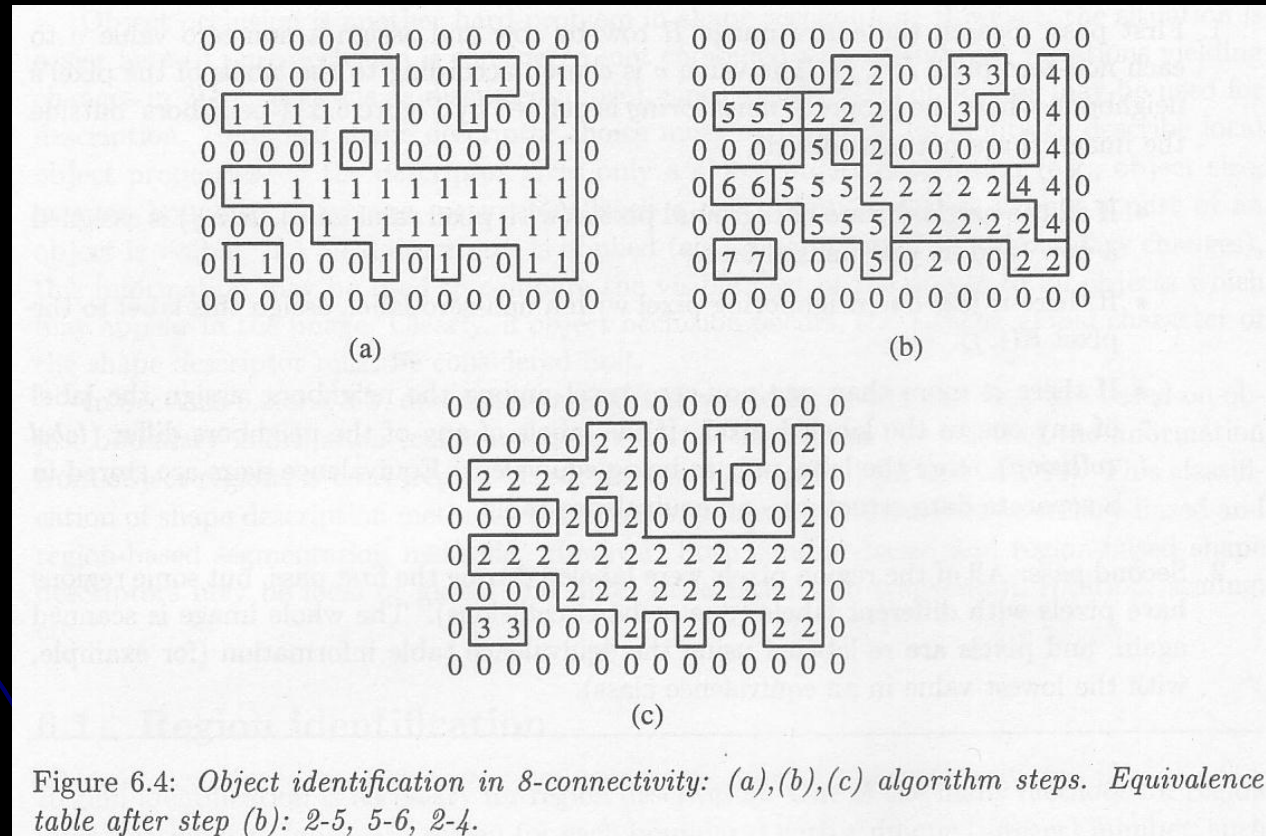 0 0 0 0 0 0 0 0 0 0 0 0 0 0
0 0 0 0 0 1 1 0 0 1 1 0 1 0
0 1 1 1 1 1 1 0 0 1 0 0 1 0
0 0 0 0 1 0 1 0 0 0 0 0 1 0
0 1 1 1 1 1 1 1 1 1 1 1 1 0
0 0 0 0 1 1 1 1 1 1 1 1 1 0
0 1 1 0 0 0 1 0 1 0 0 1 1 0
0 0 0 0 0 0 0 0 0 0 0 0 0 0
(a)
0 0 0 0 0 0 0 0 0 0 0 0 0 0
0 0 0 0 0 2 2 0 0 3 3 0 4 0
0 5 5 5 2 2 2 0 0 3 0 0 4 0
0 0 0 0 5 0 2 0 0 0 0 0 4 0
0 6 6 5 5 5 2 2 2 2 2 4 4 0
0 0 0 0 5 5 5 2 2 2 2 2 4 0
0 7 7 0 0 0 5 0 2 0 0 2 2 0
0 0 0 0 0 0 0 0 0 0 0 0 0 0
(b)
0 0 0 0 0 0 0 0 0 0 0 0 0 0
0 0 0 0 0 2 2 0 0 1 1 0 2 0
0 2 2 2 2 2 2 0 0 1 0 0 2 0
0 0 0 0 2 0 2 0 0 0 0 0 2 0
0 2 2 2 2 2 2 2 2 2 2 2 2 0
0 0 0 0 2 2 2 2 2 2 2 2 2 0
0 3 3 0 0 0 2 0 2 0 0 2 2 0
0 0 0 0 0 0 0 0 0 0 0 0 0 0
(c)
Figure 6.4: Object identification in 8-connectivity: (a),(b),(c) algorithm steps. Equivalence
table after step (b): 2-5, 5-6, 2-4.